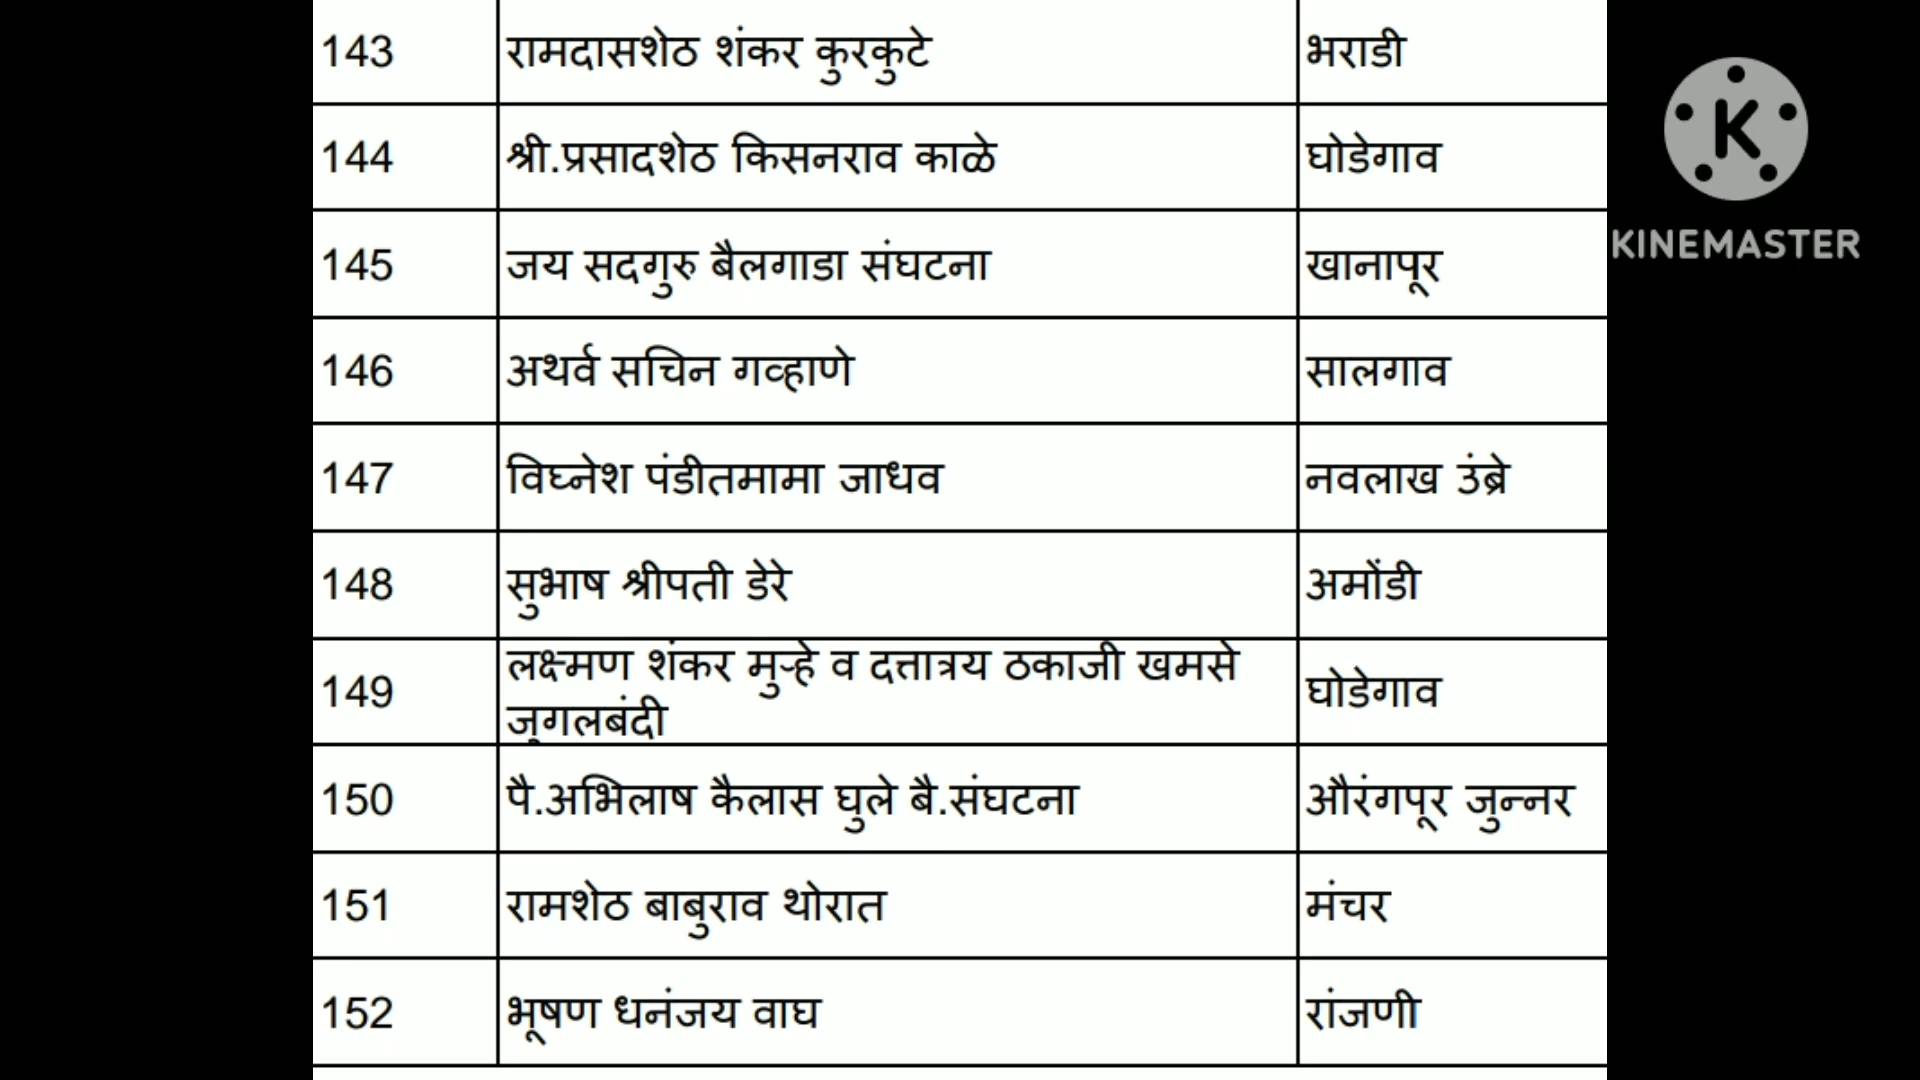 143 रामदासशेठ शंकर कुरकुटे भराडी
144 श्री.प्रसादशेठ किसनराव काळे घोडेगाव
145 जय सदगुरु बैलगाडा संघटना खानापूर
146 अथर्व सचिन गव्हाणे सालगाव
147 विघ्नेश पंडीतमामा जाधव नवलाख उंब्रे
148 सुभाष श्रीपती डेरे अमोंडी
149 लक्ष्मण शंकर मुऱ्हे व दत्तात्रय ठकाजी खमसे
जुगलबंदी घोडेगाव
150 पै.अभिलाष कैलास घुले बै.संघटना औरंगपूर जुन्नर
151 रामशेठ बाबुराव थोरात मंचर
152 भूषण धनंजय वाघ रांजणी
K
KINEMASTER